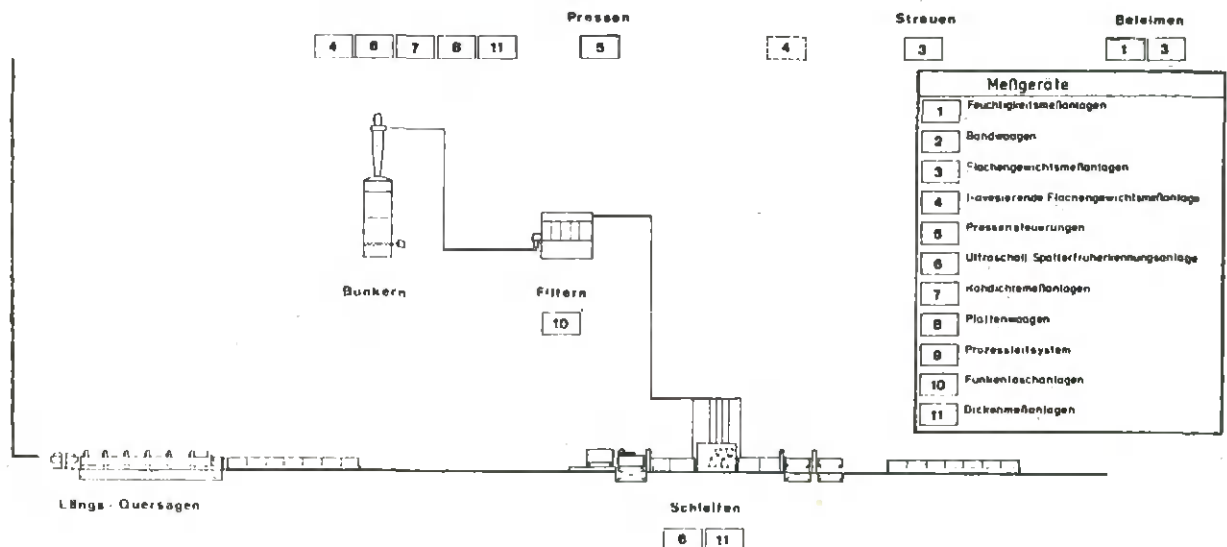 Pressen
Streuen
Beleimen
4 6 7 8 11
5
4
3
1 3
Meßgeräte
1 Feuchtigkeitsmeßanlagen
2 Bandwaagen
3 Flächengewichtsmeßanlagen
4 Traversierende Flächengewichtsmeßanlage
5 Pressensteuerungen
6 Ultraschall Spalterfrüherkennungsanlage
7 Rohdichtemeßanlagen
8 Plattenwaagen
9 Prozessleitsystem
10 Funkenlöschanlagen
11 Dickenmeßanlagen
Bunkern
Filtern
10
Längs - Quersägen
Schleifen
6 11